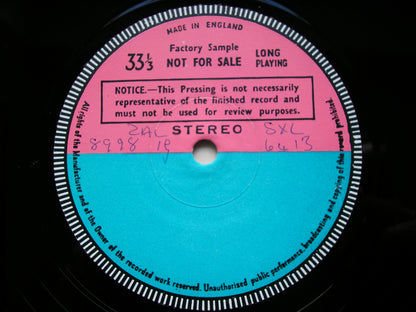 MADE IN ENGLAND
Factory Sample
33⅓ NOT FOR SALE LONG PLAYING
NOTICE.—This Pressing is not necessarily
representative of the finished record and
must not be used for review purposes.
ZAL STEREO SXL
8998 6413
All rights of the Manufacturer and of the Owner of the recorded work reserved. Unauthorised public performance, broadcasting and copying of this record prohibited.